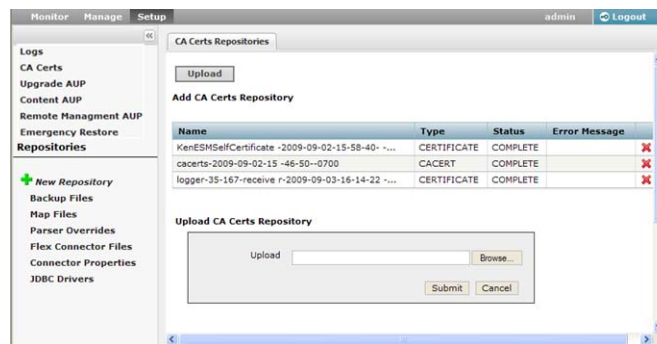 Monitor Manage Setup admin Logout
Logs
CA Certs
Upgrade AUP
Content AUP
Remote Managment AUP
Emergency Restore
Repositories
New Repository
Backup Files
Map Files
Parser Overrides
Flex Connector Files
Connector Properties
JDBC Drivers
CA Certs Repositories
Upload
Add CA Certs Repository
Name Type Status Error Message
KenESMSelfCertificate -2009-09-02-15-58-40- -... CERTIFICATE COMPLETE
cacerts-2009-09-02-15 -46-50--0700 CACERT COMPLETE
logger-35-167-receive r-2009-09-03-16-14-22 -... CERTIFICATE COMPLETE
Upload CA Certs Repository
Upload Browse...
Submit Cancel